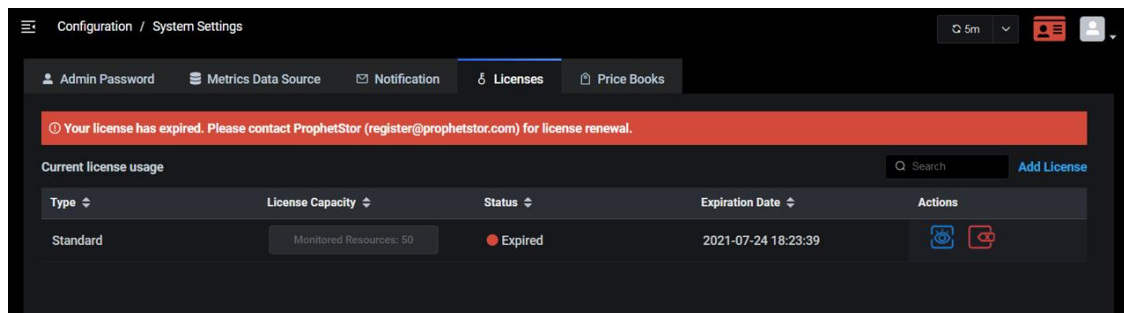 Configuration / System Settings
5m
Admin Password
Metrics Data Source
Notification
Licenses
Price Books
Your license has expired. Please contact ProphetStor (register@prophetstor.com) for license renewal.
Current license usage
Search
Add License
Type
License Capacity
Status
Expiration Date
Actions
Standard
Monitored Resources: 50
Expired
2021-07-24 18:23:39